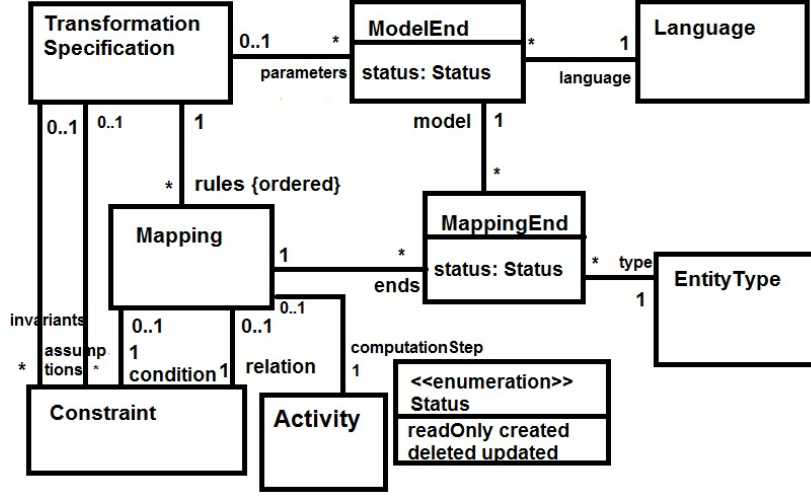 Transformation
Specification
0..1
*
parameters
ModelEnd
status: Status
*
1
language
Language
0..1
0..1
1
model
1
*
rules {ordered}
*
Mapping
1
*
ends
MappingEnd
status: Status
*
type
1
EntityType
invariants
*
assump
tions
*
0..1
1
condition
0..1
1
relation
0..1
computationStep
1
Constraint
Activity
<<enumeration>>
Status
readOnly created
deleted updated